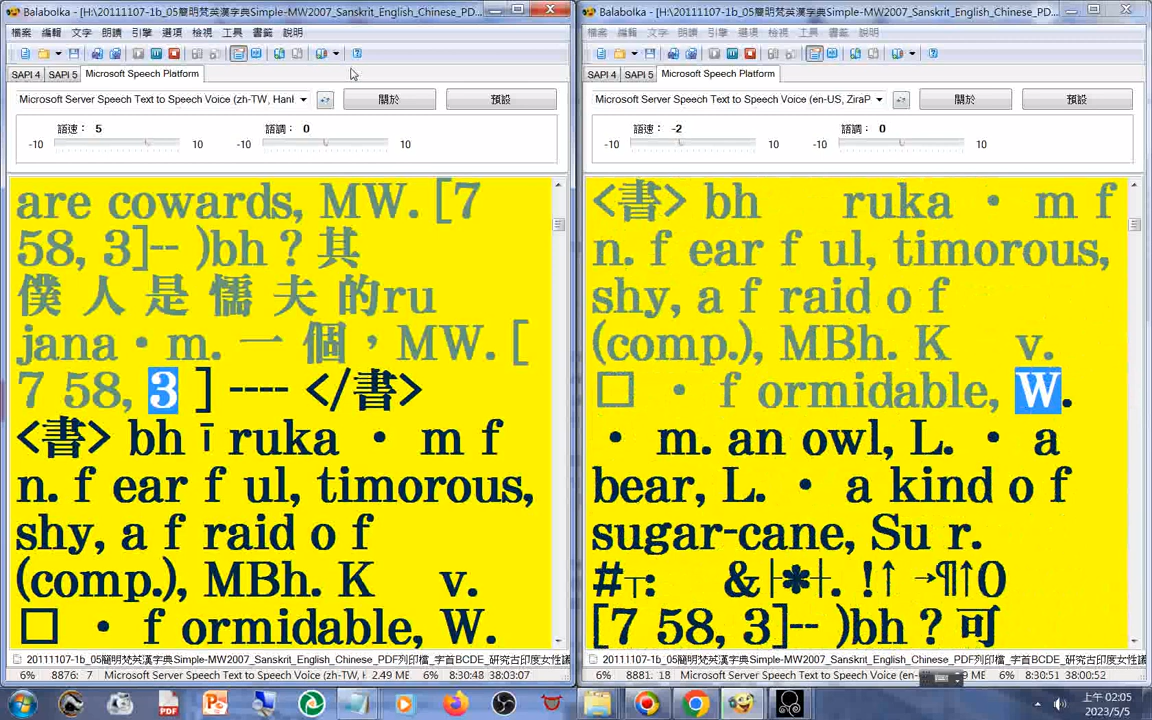 Balabolka - [H:\20111107-1b_05簡明梵英漢字典Simple-MW2007_Sanskrit_English_Chinese_PD...
檔案 編輯 文字 朗讀 引擎 選項 檢視 工具 書籤 說明
SAPI 4 SAPI 5 Microsoft Speech Platform
Microsoft Server Speech Text to Speech Voice (zh-TW, Hanl 關於 預設
語速： 5 語調： 0
-10 10 -10 10
are cowards, MW. [7
58, 3]-- )bh ? 其
僕 人 是 懦 夫 的ru
jana・m. 一 個，MW. [
7 58, 3 ] ---- </書>
<書> bh ī ruka ・ m f
n. f ear f ul, timorous,
shy, a f raid o f
(comp.), MBh. K v.
□ ・ f ormidable, W.
20111107-1b_05簡明梵英漢字典Simple-MW2007_Sanskrit_English_Chinese_PDF列印檔_字首BCDE_研究古印度女性議
6% 8876: 7 Microsoft Server Speech Text to Speech Voice (zh-TW, H 2.49 ME 6% 8:30:48 38:03:07
Balabolka - [H:\20111107-1b_05簡明梵英漢字典Simple-MW2007_Sanskrit_English_Chinese_PD...
檔案 編輯 文字 朗讀 引擎 選項 檢視 工具 書籤 說明
SAPI 4 SAPI 5 Microsoft Speech Platform
Microsoft Server Speech Text to Speech Voice (en-US, ZiraP 關於 預設
語速： -2 語調： 0
-10 10 -10 10
<書> bh ruka ・ m f
n. f ear f ul, timorous,
shy, a f raid o f
(comp.), MBh. K v.
□ ・ f ormidable, W.
・ m. an owl, L. ・ a
bear, L. ・ a kind o f
sugar-cane, Su r.
#┬: &├*┼. !↑ →¶↑0
[7 58, 3]-- )bh ? 可
20111107-1b_05簡明梵英漢字典Simple-MW2007_Sanskrit_English_Chinese_PDF列印檔_字首BCDE_研究古印度女性議
6% 8881: 18 Microsoft Server Speech Text to Speech Voice (en-us ME 6% 8:30:51 38:00:52
上午 02:05
2023/5/5